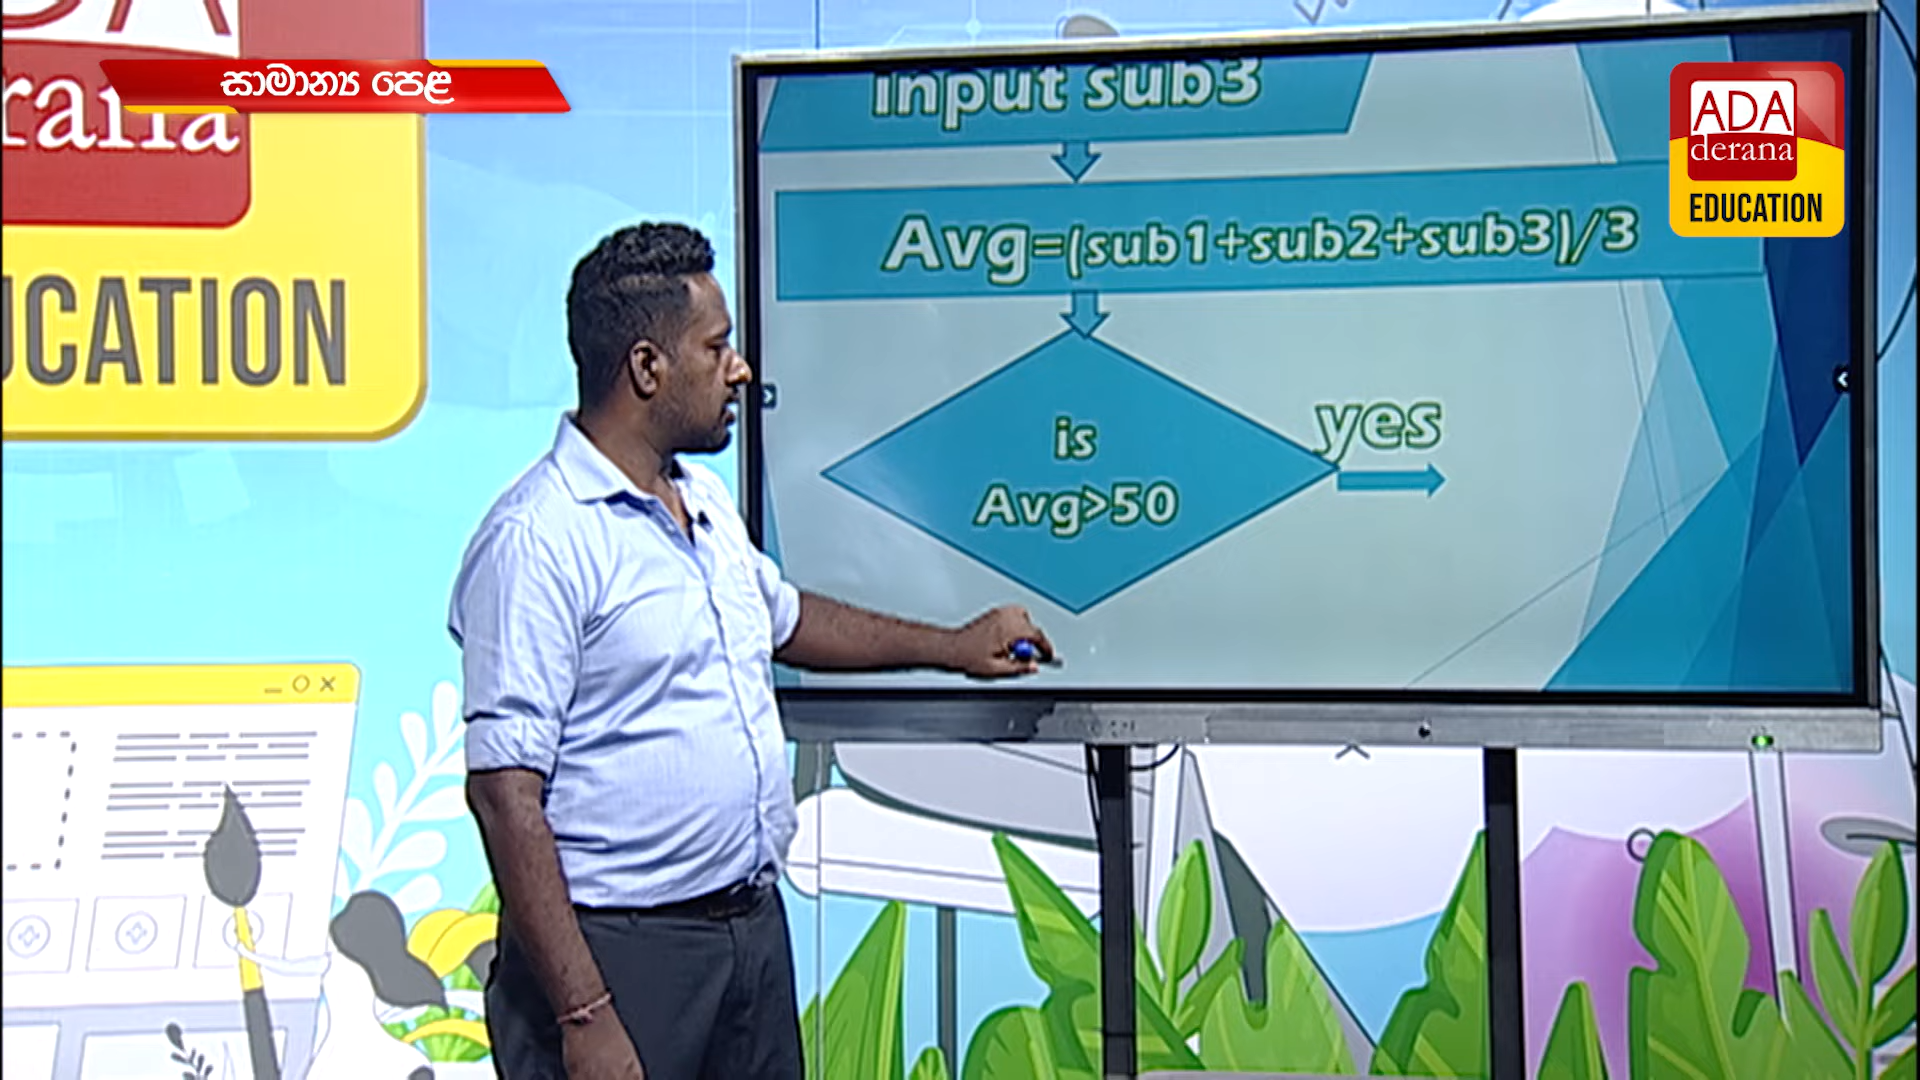 සාමාන්‍ය පෙළ
ADA
derana
EDUCATION
UCATION
input sub3
Avg=(sub1+sub2+sub3)/3
is
Avg>50
yes